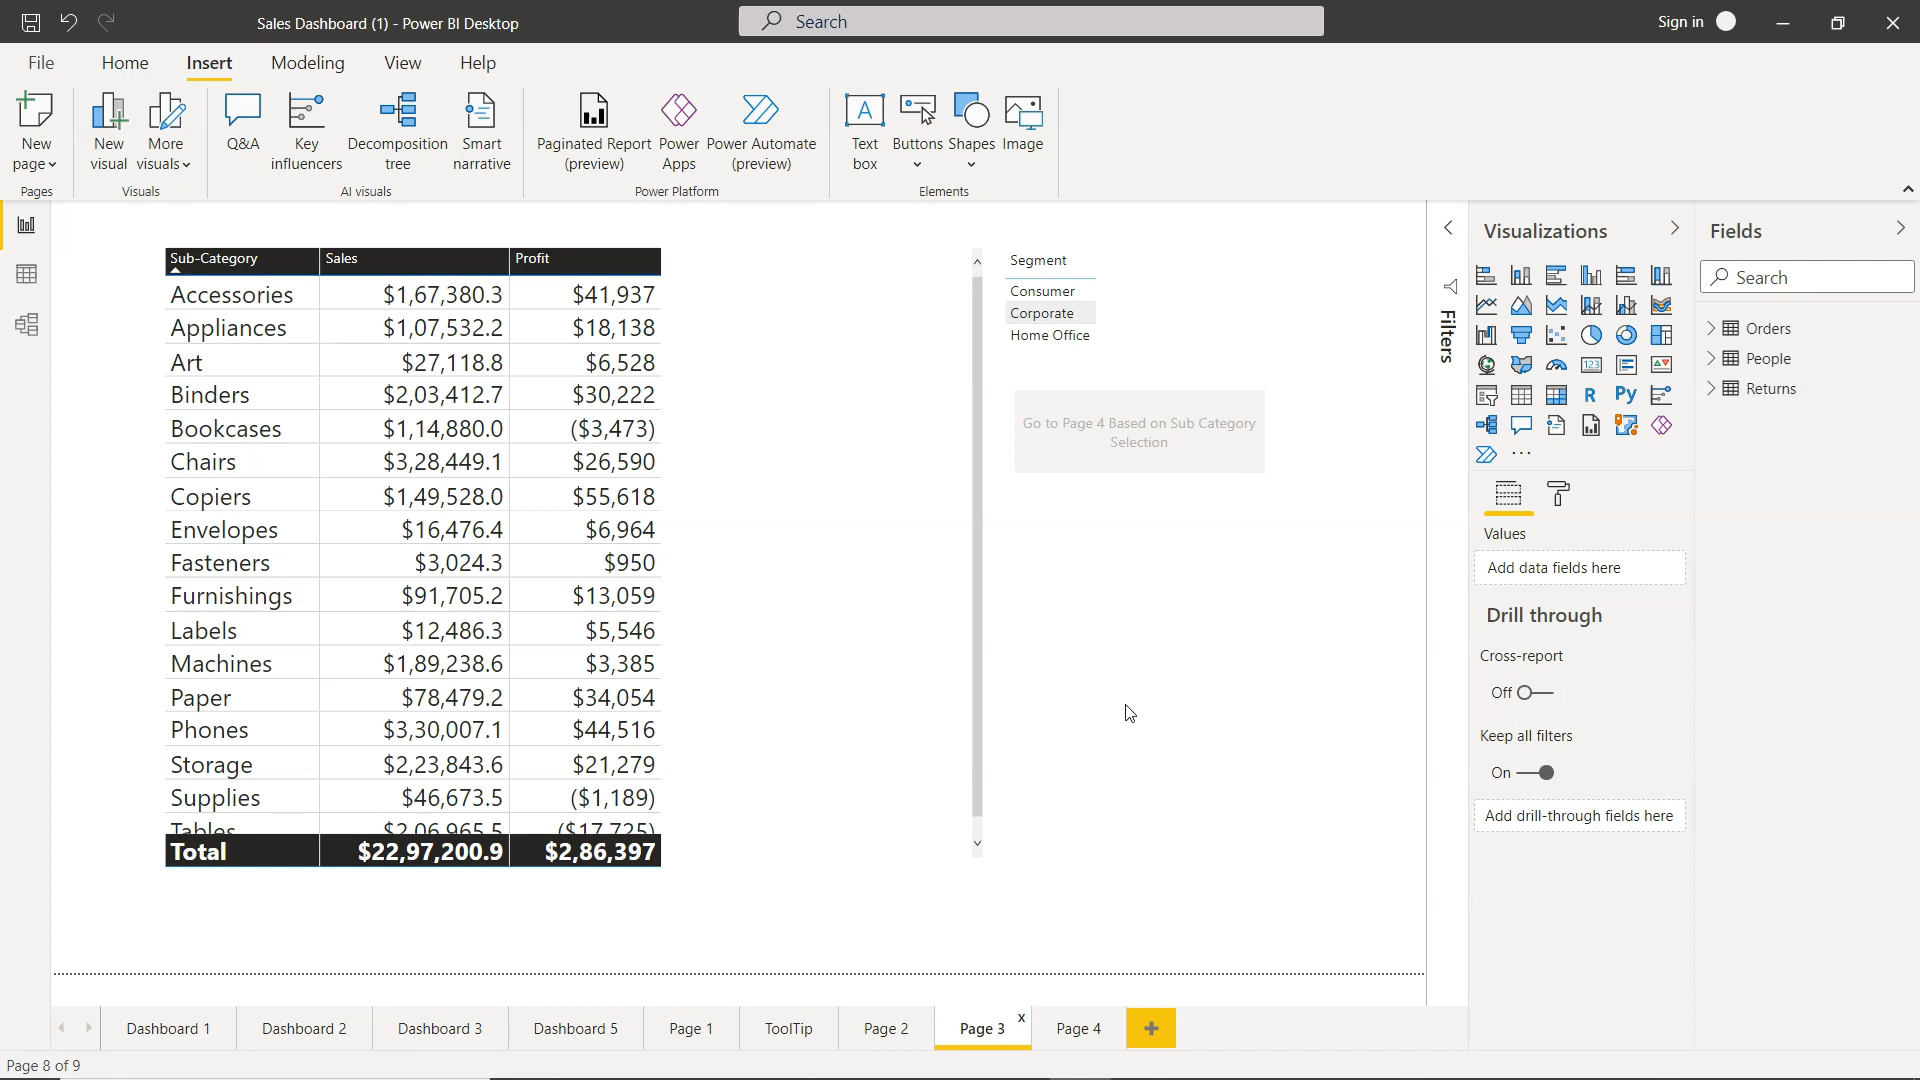 Sales Dashboard (1) - Power BI Desktop
Search
Sign in
File Home Insert Modeling View Help
New page
New visual
More visuals
Q&A
Key influencers
Decomposition tree
Smart narrative
Paginated Report (preview)
Power Apps
Power Automate (preview)
Text box
Buttons
Shapes
Image
Pages Visuals AI visuals Power Platform Elements
Sub-Category Sales Profit
Accessories $1,67,380.3 $41,937
Appliances $1,07,532.2 $18,138
Art $27,118.8 $6,528
Binders $2,03,412.7 $30,222
Bookcases $1,14,880.0 ($3,473)
Chairs $3,28,449.1 $26,590
Copiers $1,49,528.0 $55,618
Envelopes $16,476.4 $6,964
Fasteners $3,024.3 $950
Furnishings $91,705.2 $13,059
Labels $12,486.3 $5,546
Machines $1,89,238.6 $3,385
Paper $78,479.2 $34,054
Phones $3,30,007.1 $44,516
Storage $2,23,843.6 $21,279
Supplies $46,673.5 ($1,189)
Tables $2,06,965.5 ($17,725)
Total $22,97,200.9 $2,86,397
Segment
Consumer
Corporate
Home Office
Go to Page 4 Based on Sub Category
Selection
Filters
Visualizations
R Py
123
Values
Add data fields here
Drill through
Cross-report
Off
Keep all filters
On
Add drill-through fields here
Fields
Search
Orders
People
Returns
Dashboard 1 Dashboard 2 Dashboard 3 Dashboard 5 Page 1 ToolTip Page 2 Page 3 x Page 4 +
Page 8 of 9